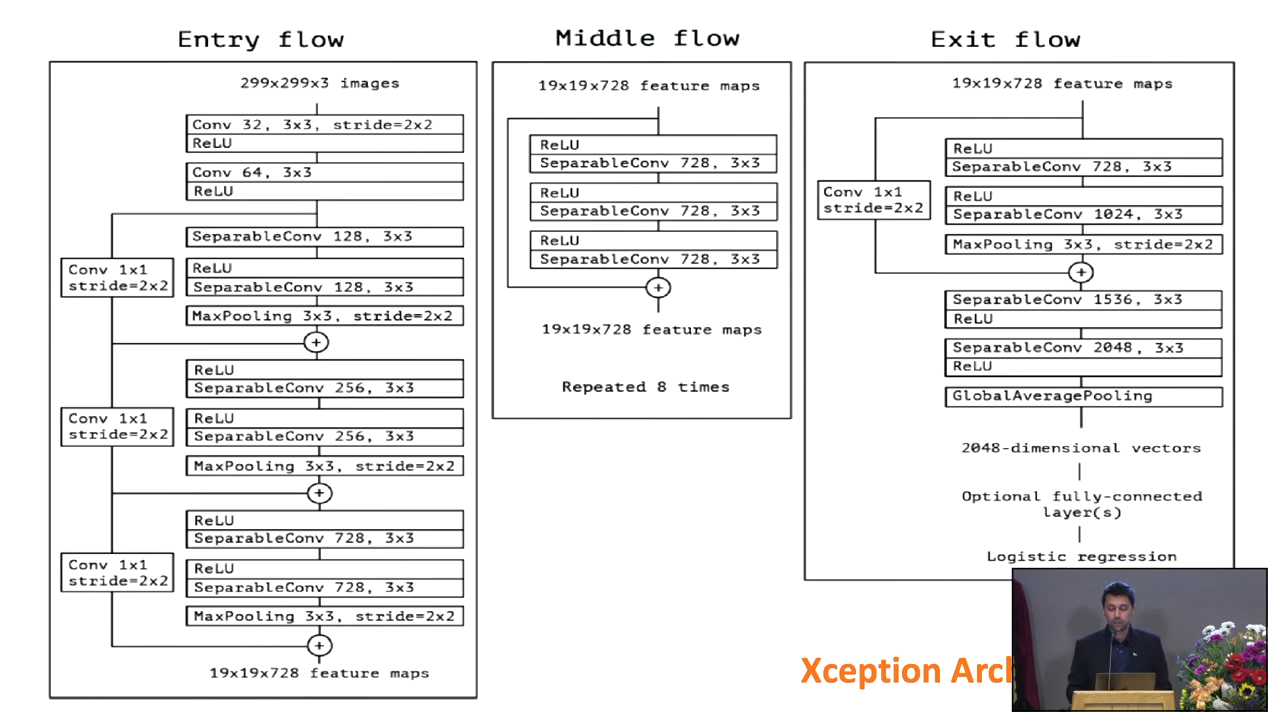 Entry flow
299x299x3 images
Conv 32, 3x3, stride=2x2
ReLU
Conv 64, 3x3
ReLU
SeparableConv 128, 3x3
Conv 1x1
stride=2x2
ReLU
SeparableConv 128, 3x3
MaxPooling 3x3, stride=2x2
+
ReLU
SeparableConv 256, 3x3
Conv 1x1
stride=2x2
ReLU
SeparableConv 256, 3x3
MaxPooling 3x3, stride=2x2
+
ReLU
SeparableConv 728, 3x3
Conv 1x1
stride=2x2
ReLU
SeparableConv 728, 3x3
MaxPooling 3x3, stride=2x2
+
19x19x728 feature maps
Middle flow
19x19x728 feature maps
ReLU
SeparableConv 728, 3x3
ReLU
SeparableConv 728, 3x3
ReLU
SeparableConv 728, 3x3
+
19x19x728 feature maps
Repeated 8 times
Exit flow
19x19x728 feature maps
ReLU
SeparableConv 728, 3x3
Conv 1x1
stride=2x2
ReLU
SeparableConv 1024, 3x3
MaxPooling 3x3, stride=2x2
+
SeparableConv 1536, 3x3
ReLU
SeparableConv 2048, 3x3
ReLU
GlobalAveragePooling
2048-dimensional vectors
Optional fully-connected
layer(s)
Logistic regression
Xception